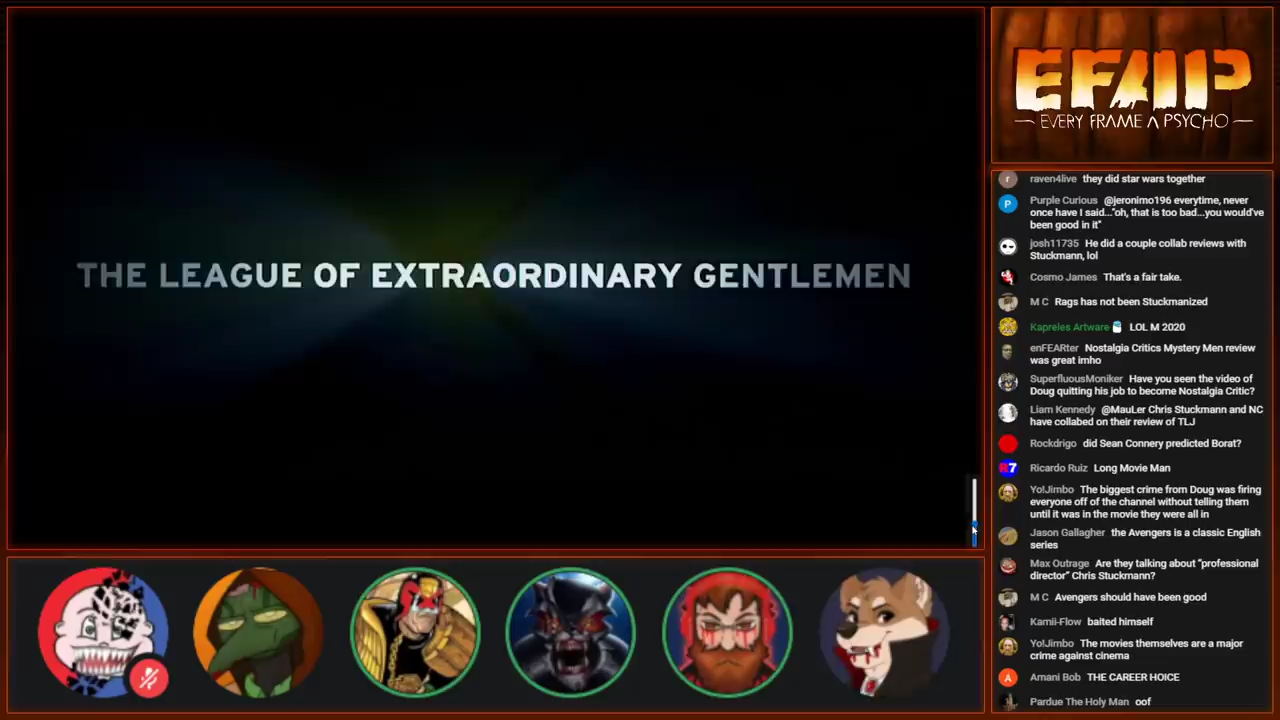 THE LEAGUE OF EXTRAORDINARY GENTLEMEN
EFAP
EVERY FRAME A PSYCHO
raven4live they did star wars together
Purple Curious @jeronimo196 everytime, never
once have I said..."oh, that is too bad...you would've
been good in it"
josh11735 He did a couple collab reviews with
Stuckmann, lol
Cosmo James That's a fair take.
M C Rags has not been Stuckmanized
Kapreles Artware LOL M 2020
enFEARter Nostalgia Critics Mystery Men review
was great imho
SuperfluousMoniker Have you seen the video of
Doug quitting his job to become Nostalgia Critic?
Liam Kennedy @MauLer Chris Stuckmann and NC
have collabed on their review of TLJ
Rockdrigo did Sean Connery predicted Borat?
R7
Ricardo Ruiz Long Movie Man
Yo!Jimbo The biggest crime from Doug was firing
everyone off of the channel without telling them
until it was in the movie they were all in
Jason Gallagher the Avengers is a classic English
series
Max Outrage Are they talking about "professional
director" Chris Stuckmann?
M C Avengers should have been good
Kamii-Flow baited himself
Yo!Jimbo The movies themselves are a major
crime against cinema
A
Amani Bob THE CAREER HOICE
Pardue The Holy Man oof